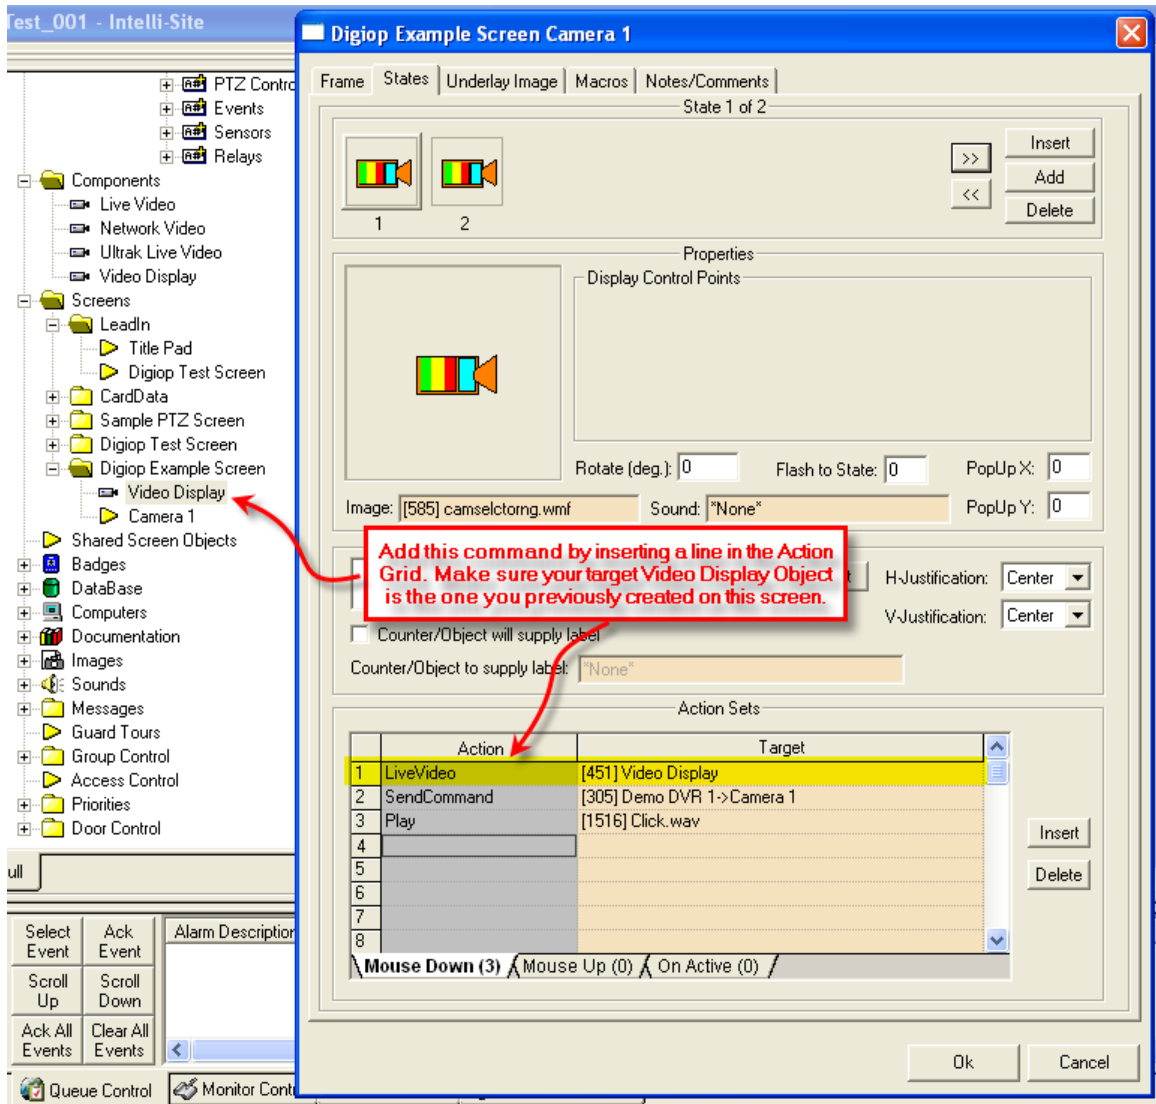 Test_001 - Intelli-Site
PTZ Contro
Events
Sensors
Relays
Components
Live Video
Network Video
Ultrak Live Video
Video Display
Screens
LeadIn
Title Pad
Digiop Test Screen
CardData
Sample PTZ Screen
Digiop Test Screen
Digiop Example Screen
Video Display
Camera 1
Shared Screen Objects
Badges
DataBase
Computers
Documentation
Images
Sounds
Messages
Guard Tours
Group Control
Access Control
Priorities
Door Control
ull
Select Event
Ack Event
Alarm Description
Scroll Up
Scroll Down
Ack All Events
Clear All Events
Queue Control
Monitor Contr
Digiop Example Screen Camera 1
Frame States Underlay Image Macros Notes/Comments
State 1 of 2
1 2
>>
<<
Insert
Add
Delete
Properties
Display Control Points
Rotate (deg.): 0 Flash to State: 0 PopUp X: 0
Image: [585] camselctorng.wmf Sound: *None* PopUp Y: 0
Add this command by inserting a line in the Action
Grid. Make sure your target Video Display Object
is the one you previously created on this screen.
H-Justification: Center
V-Justification: Center
Counter/Object will supply label
Counter/Object to supply label: *None*
Action Sets
Action Target
1 LiveVideo [451] Video Display
2 SendCommand [305] Demo DVR 1->Camera 1
3 Play [1516] Click.wav
4
5
6
7
8
Insert
Delete
Mouse Down (3) Mouse Up (0) On Active (0)
Ok Cancel